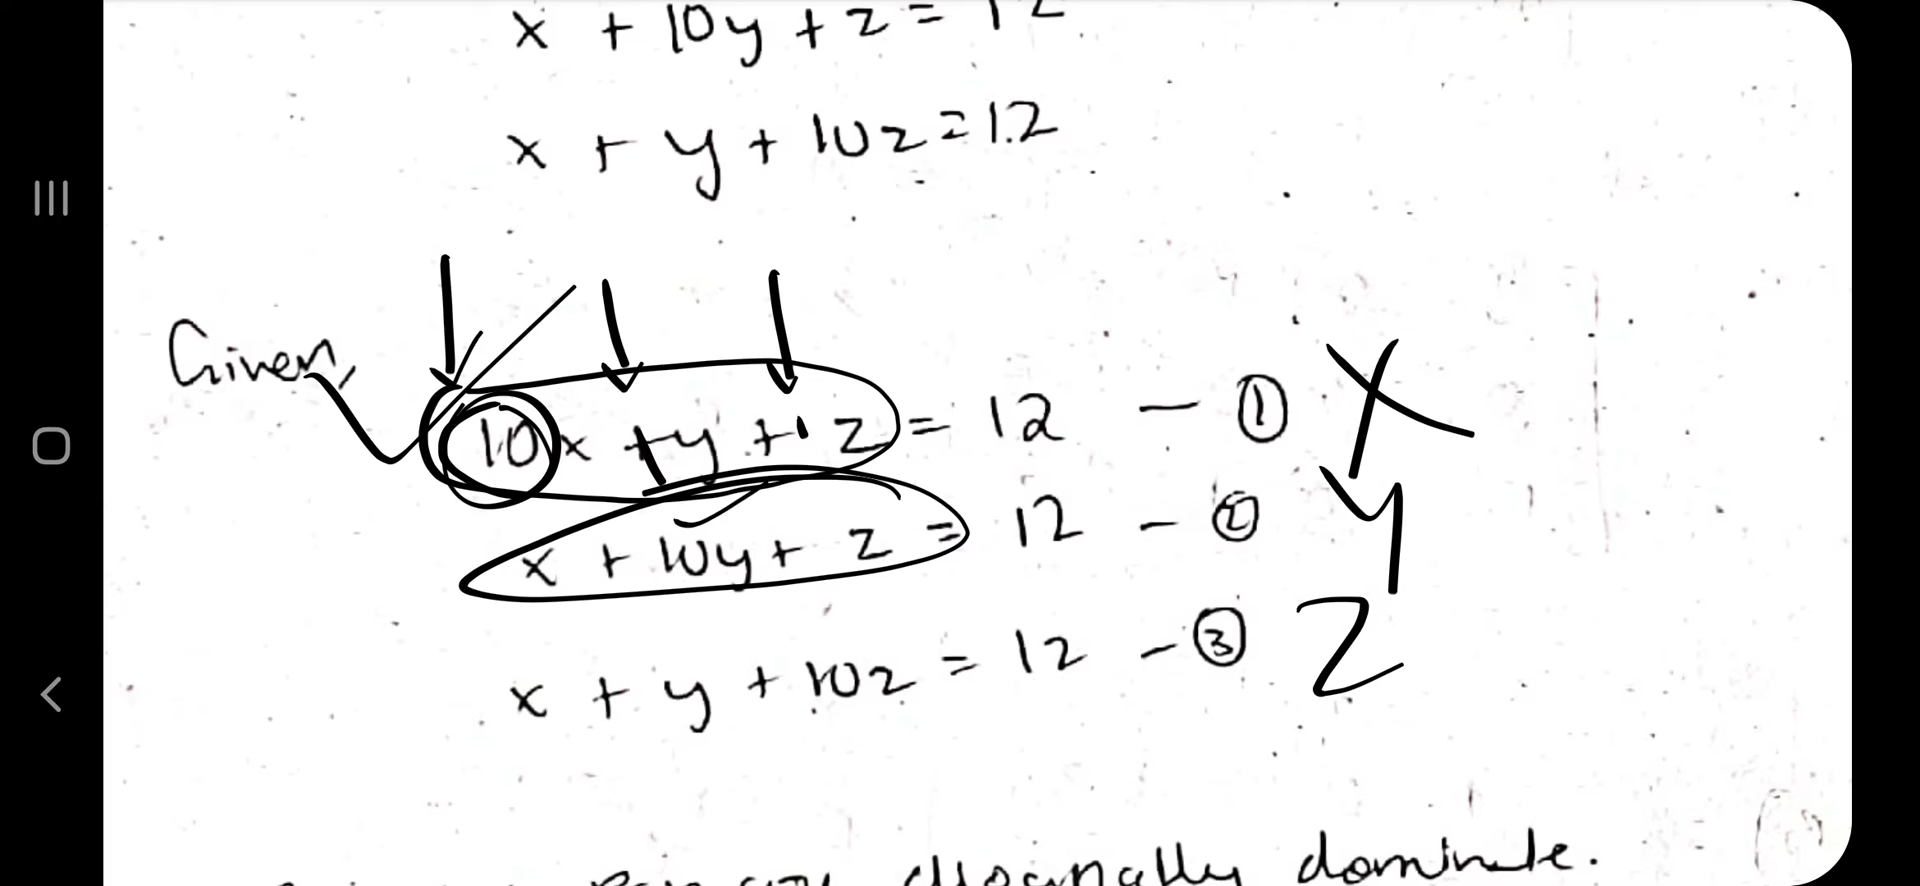 x + 10y + z = 12
x + y + 10z = 12
Given,
10x + y + z = 12 - ① X
x + 10y + z = 12 - ② Y
x + y + 10z = 12 - ③ Z
diagonally dominate.